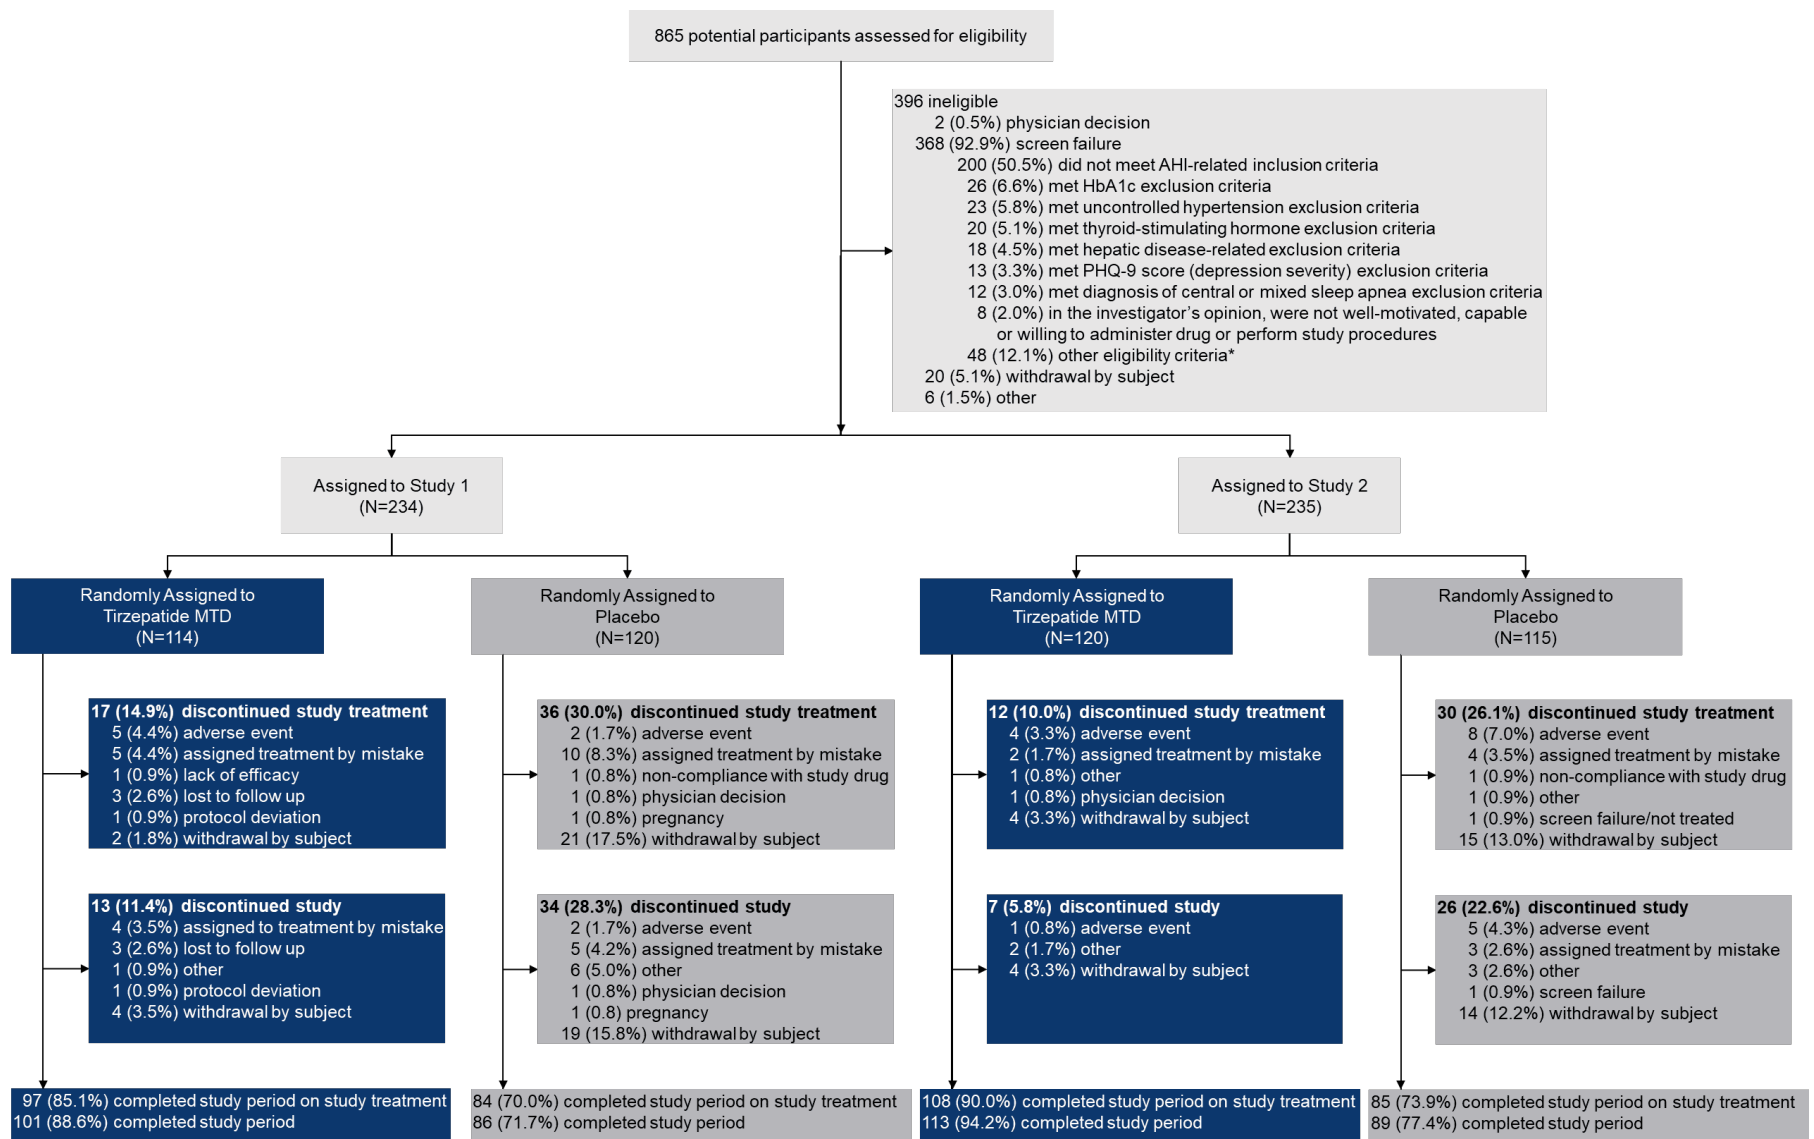 865 potential participants assessed for eligibility
396 ineligible
2 (0.5%) physician decision
368 (92.9%) screen failure
200 (50.5%) did not meet AHI-related inclusion criteria
26 (6.6%) met HbA1c exclusion criteria
23 (5.8%) met uncontrolled hypertension exclusion criteria
20 (5.1%) met thyroid-stimulating hormone exclusion criteria
18 (4.5%) met hepatic disease-related exclusion criteria
13 (3.3%) met PHQ-9 score (depression severity) exclusion criteria
12 (3.0%) met diagnosis of central or mixed sleep apnea exclusion criteria
8 (2.0%) in the investigator’s opinion, were not well-motivated, capable
or willing to administer drug or perform study procedures
48 (12.1%) other eligibility criteria*
20 (5.1%) withdrawal by subject
6 (1.5%) other
Assigned to Study 1
(N=234)
Assigned to Study 2
(N=235)
Randomly Assigned to
Tirzepatide MTD
(N=114)
Randomly Assigned to
Placebo
(N=120)
Randomly Assigned to
Tirzepatide MTD
(N=120)
Randomly Assigned to
Placebo
(N=115)
17 (14.9%) discontinued study treatment
5 (4.4%) adverse event
5 (4.4%) assigned treatment by mistake
1 (0.9%) lack of efficacy
3 (2.6%) lost to follow up
1 (0.9%) protocol deviation
2 (1.8%) withdrawal by subject
36 (30.0%) discontinued study treatment
2 (1.7%) adverse event
10 (8.3%) assigned treatment by mistake
1 (0.8%) non-compliance with study drug
1 (0.8%) physician decision
1 (0.8%) pregnancy
21 (17.5%) withdrawal by subject
12 (10.0%) discontinued study treatment
4 (3.3%) adverse event
2 (1.7%) assigned treatment by mistake
1 (0.8%) other
1 (0.8%) physician decision
4 (3.3%) withdrawal by subject
30 (26.1%) discontinued study treatment
8 (7.0%) adverse event
4 (3.5%) assigned treatment by mistake
1 (0.9%) non-compliance with study drug
1 (0.9%) other
1 (0.9%) screen failure/not treated
15 (13.0%) withdrawal by subject
13 (11.4%) discontinued study
4 (3.5%) assigned to treatment by mistake
3 (2.6%) lost to follow up
1 (0.9%) other
1 (0.9%) protocol deviation
4 (3.5%) withdrawal by subject
34 (28.3%) discontinued study
2 (1.7%) adverse event
5 (4.2%) assigned treatment by mistake
6 (5.0%) other
1 (0.8%) physician decision
1 (0.8) pregnancy
19 (15.8%) withdrawal by subject
7 (5.8%) discontinued study
1 (0.8%) adverse event
2 (1.7%) other
4 (3.3%) withdrawal by subject
26 (22.6%) discontinued study
5 (4.3%) adverse event
3 (2.6%) assigned treatment by mistake
3 (2.6%) other
1 (0.9%) screen failure
14 (12.2%) withdrawal by subject
97 (85.1%) completed study period on study treatment
101 (88.6%) completed study period
84 (70.0%) completed study period on study treatment
86 (71.7%) completed study period
108 (90.0%) completed study period on study treatment
113 (94.2%) completed study period
85 (73.9%) completed study period on study treatment
89 (77.4%) completed study period